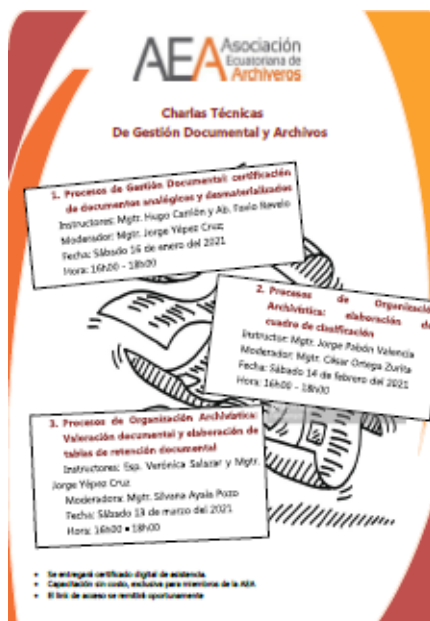 AEA Asociación
Ecuatoriana de
Archiveros
Charlas Técnicas
De Gestión Documental y Archivos
1. Procesos de Gestión Documental: certificación
de documentos analógicos y desmaterializados
Instructores: Mgtr. Hugo Carrión y Ab. Favio Revelo
Moderador: Mgtr. Jorge Yépez Cruz
Fecha: Sábado 16 de enero del 2021
Hora: 16h00 - 18h00
2. Procesos de Organización
Archivística: elaboración de
cuadro de clasificación
Instructor: Mgtr. Jorge Pabón Valencia
Moderador: Mgtr. César Ortega Zurita
Fecha: Sábado 14 de febrero del 2021
Hora: 16h00 - 18h00
3. Procesos de Organización Archivística:
Valoración documental y elaboración de
tablas de retención documental
Instructores: Esp. Verónica Salazar y Mgtr.
Jorge Yépez Cruz
Moderadora: Mgtr. Silvana Ayala Pozo
Fecha: Sábado 13 de marzo del 2021
Hora: 16h00 • 18h00
• Se entregará certificado digital de asistencia.
• Capacitación sin costo, exclusiva para miembros de la AEA
• El link de acceso se remitirá oportunamente